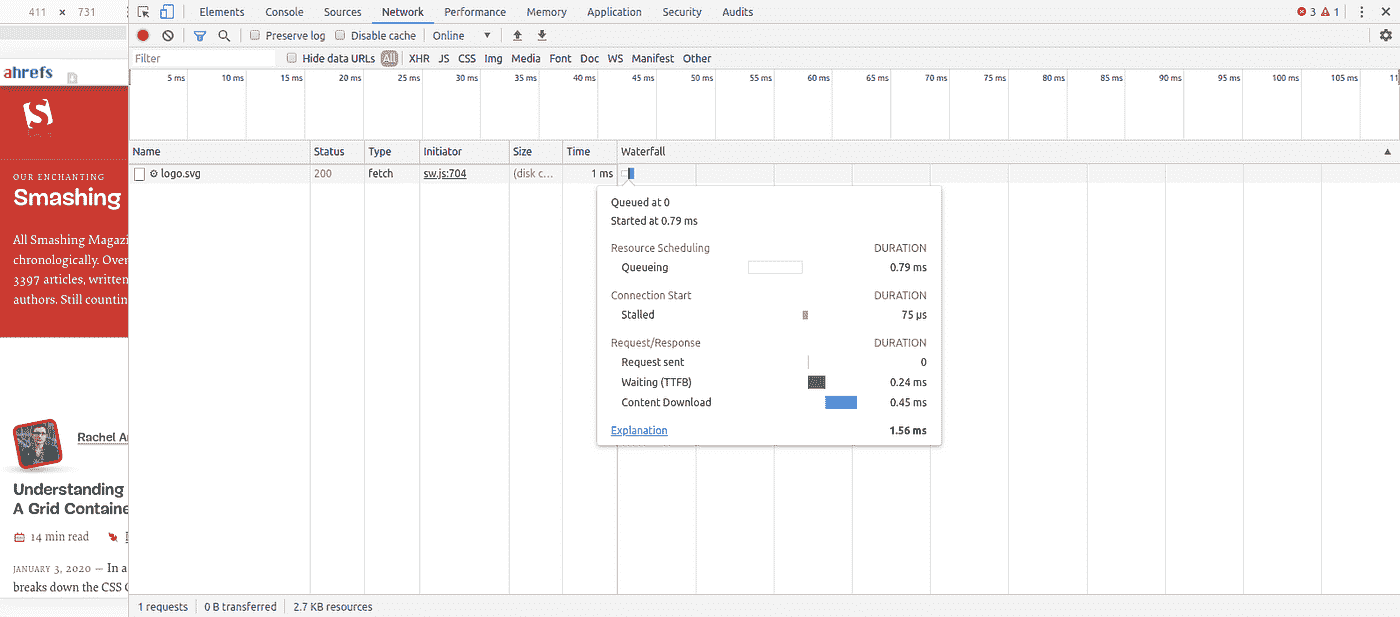 411 × 731
Elements Console Sources Network Performance Memory Application Security Audits 3 1
Preserve log Disable cache Online
Filter Hide data URLs All XHR JS CSS Img Media Font Doc WS Manifest Other
5 ms 10 ms 15 ms 20 ms 25 ms 30 ms 35 ms 40 ms 45 ms 50 ms 55 ms 60 ms 65 ms 70 ms 75 ms 80 ms 85 ms 90 ms 95 ms 100 ms 105 ms 11
Name Status Type Initiator Size Time Waterfall
logo.svg 200 fetch sw.js:704 (disk c… 1 ms
Queued at 0
Started at 0.79 ms
Resource Scheduling DURATION
Queueing 0.79 ms
Connection Start DURATION
Stalled 75 μs
Request/Response DURATION
Request sent 0
Waiting (TTFB) 0.24 ms
Content Download 0.45 ms
Explanation 1.56 ms
1 requests 0 B transferred 2.7 KB resources
ahrefs
OUR ENCHANTING
Smashing
All Smashing Magazi
chronologically. Over
3397 articles, written
authors. Still countin
Rachel A
Understanding
A Grid Containe
14 min read
JANUARY 3, 2020 — In a
breaks down the CSS